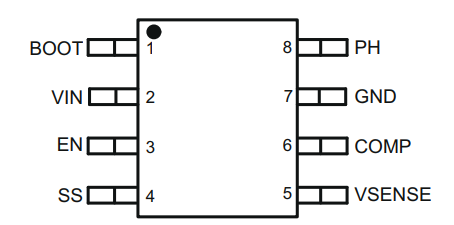 BOOT 1 8 PH
VIN 2 7 GND
EN 3 6 COMP
SS 4 5 VSENSE